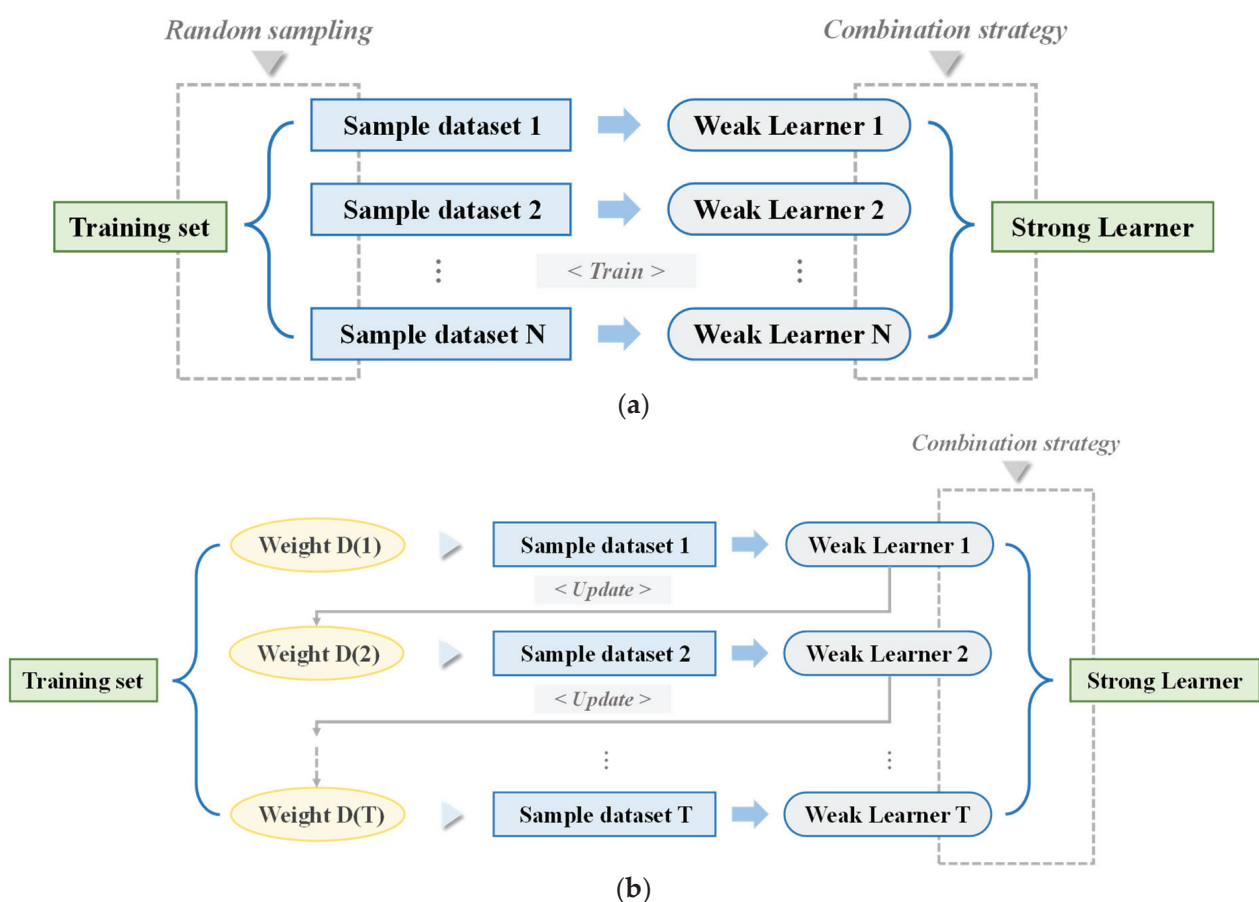 Random sampling
Combination strategy
Sample dataset 1
Weak Learner 1
Sample dataset 2
Weak Learner 2
Training set
Strong Learner
⋮
< Train >
⋮
Sample dataset N
Weak Learner N
(a)
Combination strategy
Weight D(1)
Sample dataset 1
Weak Learner 1
< Update >
Weight D(2)
Sample dataset 2
Weak Learner 2
Training set
Strong Learner
< Update >
⋮
⋮
Weight D(T)
Sample dataset T
Weak Learner T
(b)